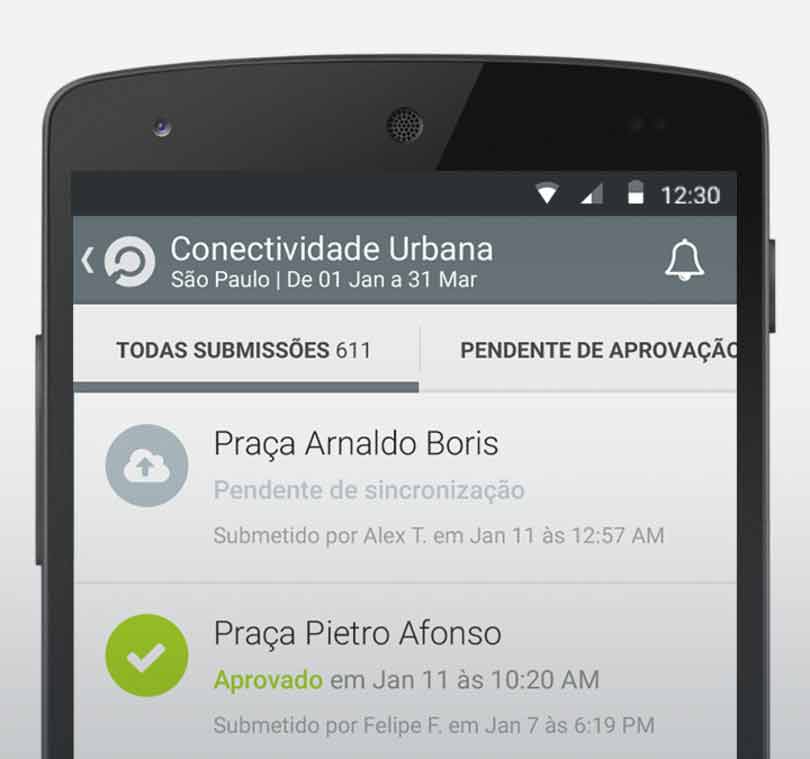 12:30
Conectividade Urbana
São Paulo | De 01 Jan a 31 Mar
TODAS SUBMISSÕES 611
PENDENTE DE APROVAÇÃO
Praça Arnaldo Boris
Pendente de sincronização
Submetido por Alex T. em Jan 11 às 12:57 AM
Praça Pietro Afonso
Aprovado em Jan 11 às 10:20 AM
Submetido por Felipe F. em Jan 7 às 6:19 PM